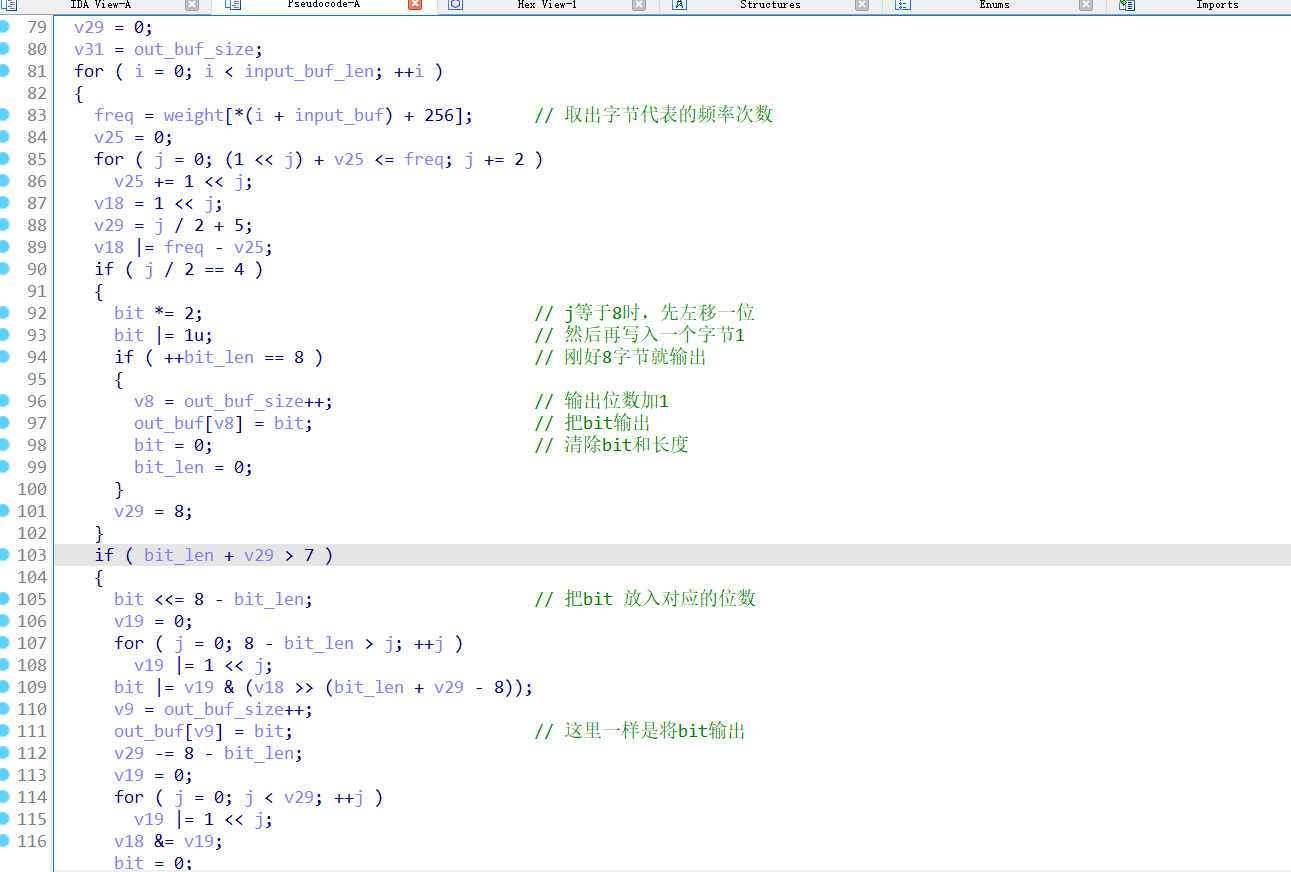 IDA View-A Pseudocode-A Hex View-1 Structures Enums Imports
79 v29 = 0;
80 v31 = out_buf_size;
81 for ( i = 0; i < input_buf_len; ++i )
82 {
83 freq = weight[*(i + input_buf) + 256]; // 取出字节代表的频率次数
84 v25 = 0;
85 for ( j = 0; (1 << j) + v25 <= freq; j += 2 )
86 v25 += 1 << j;
87 v18 = 1 << j;
88 v29 = j / 2 + 5;
89 v18 |= freq - v25;
90 if ( j / 2 == 4 )
91 {
92 bit *= 2; // j等于8时，先左移一位
93 bit |= 1u; // 然后再写入一个字节1
94 if ( ++bit_len == 8 ) // 刚好8字节就输出
95 {
96 v8 = out_buf_size++; // 输出位数加1
97 out_buf[v8] = bit; // 把bit输出
98 bit = 0; // 清除bit和长度
99 bit_len = 0;
100 }
101 v29 = 8;
102 }
103 if ( bit_len + v29 > 7 )
104 {
105 bit <<= 8 - bit_len; // 把bit 放入对应的位数
106 v19 = 0;
107 for ( j = 0; 8 - bit_len > j; ++j )
108 v19 |= 1 << j;
109 bit |= v19 & (v18 >> (bit_len + v29 - 8));
110 v9 = out_buf_size++;
111 out_buf[v9] = bit; // 这里一样是将bit输出
112 v29 -= 8 - bit_len;
113 v19 = 0;
114 for ( j = 0; j < v29; ++j )
115 v19 |= 1 << j;
116 v18 &= v19;
bit = 0;